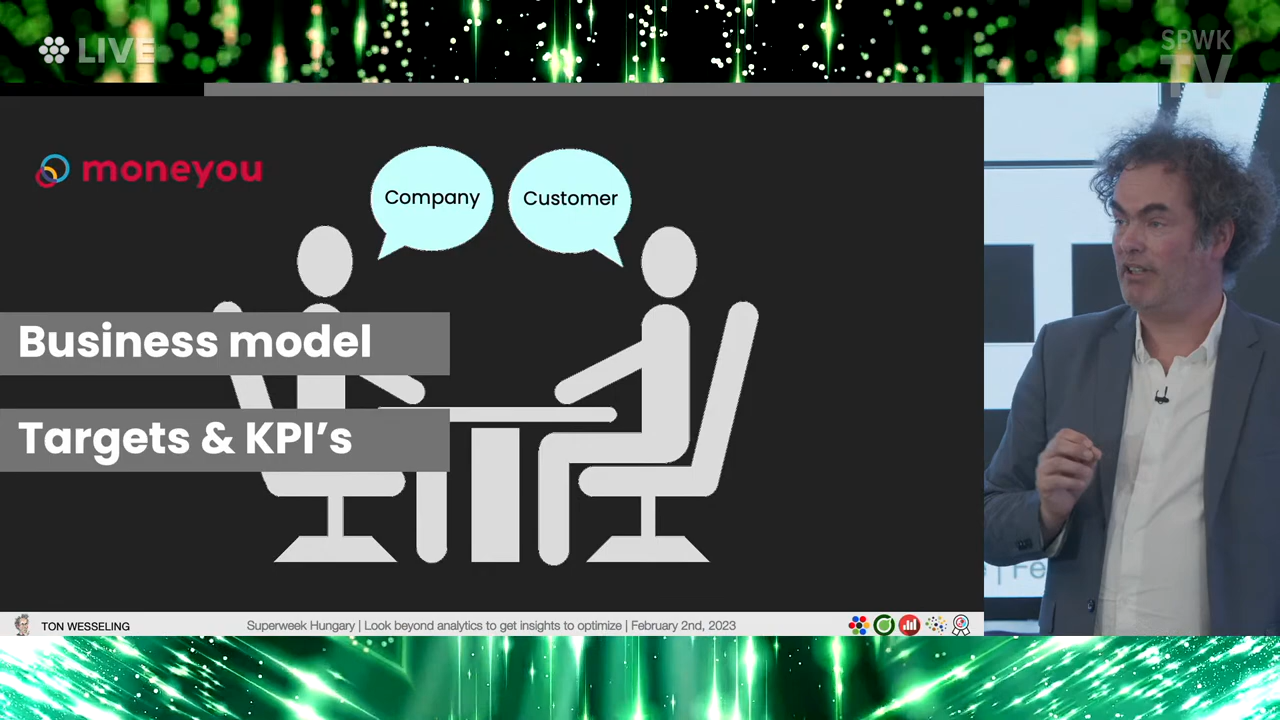 LIVE
SPWK
TV
moneyou
Company
Customer
Business model
Targets & KPI's
| Fe
TON WESSELING
Superweek Hungary | Look beyond analytics to get insights to optimize | February 2nd, 2023